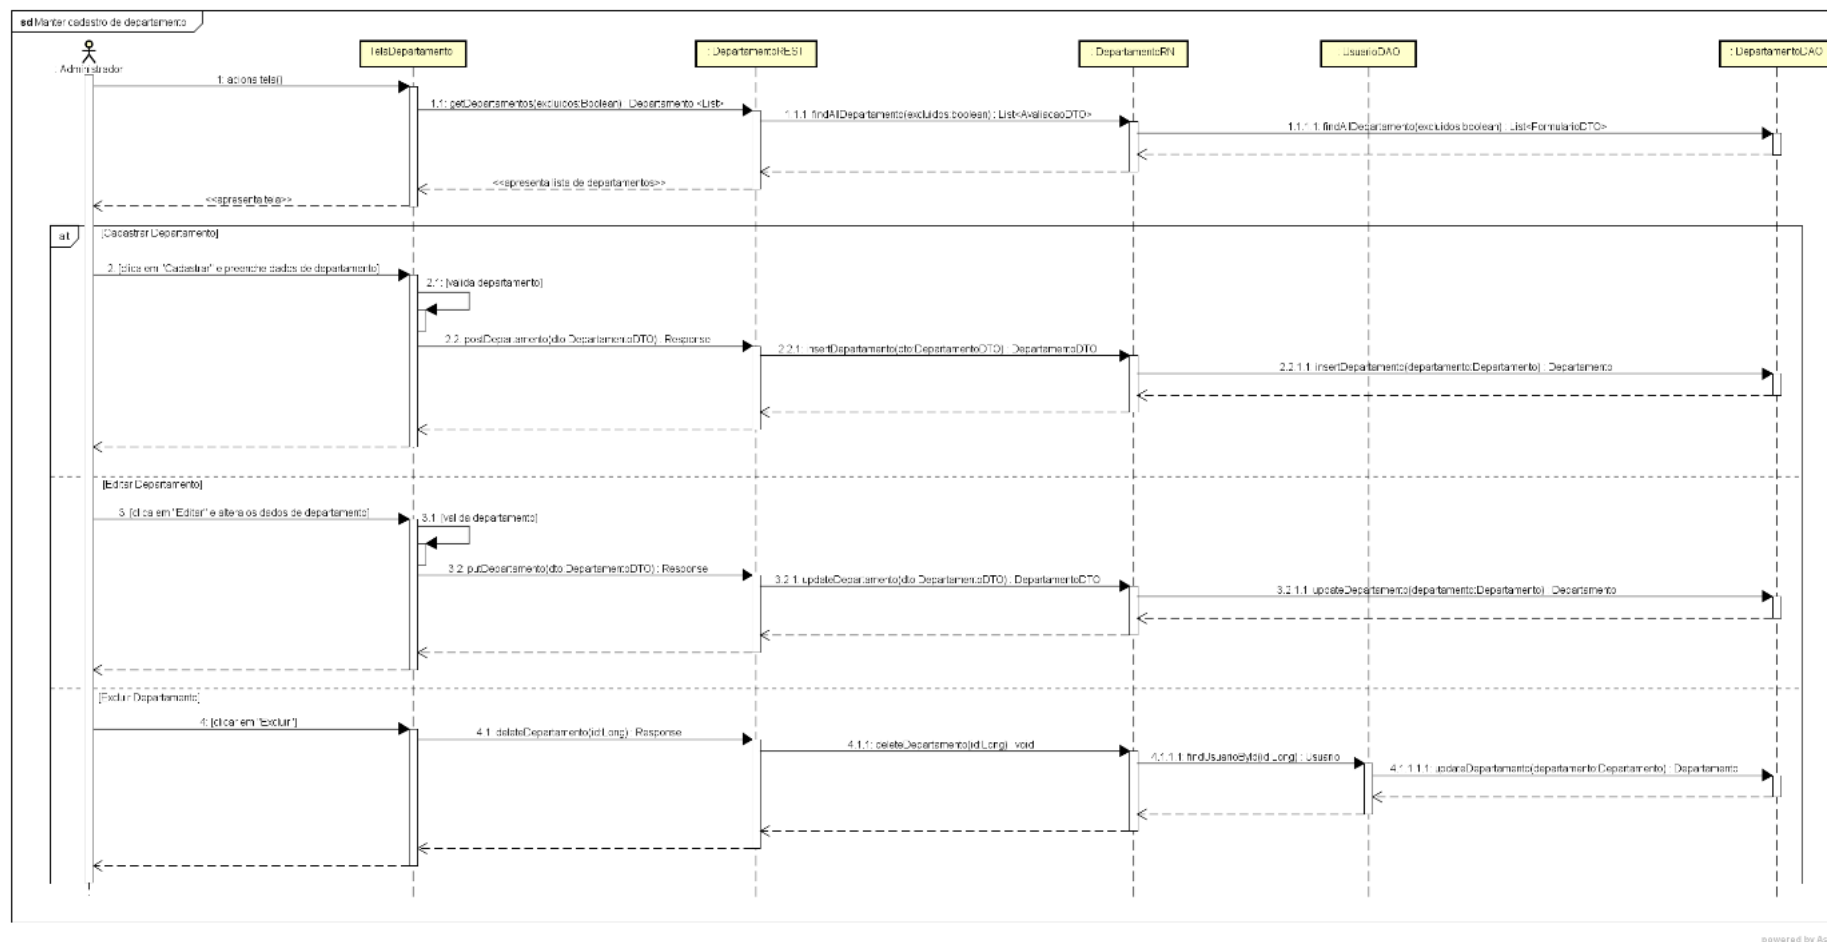 sd Manter cadastro de departamento
: Administrador
TelaDepartamento
: DepartamentoREST
: DepartamentoRN
: UsuarioDAO
: DepartamentoDAO
1: aciona tela()
1.1: getDepartamentos(excluidos:Boolean) : Departamento <List>
1.1.1: findAllDepartamento(excluidos:boolean) : List<AvaliacaoDTO>
1.1.1.1: findAllDepartamento(excluidos:boolean) : List<FormularioDTO>
<<apresenta lista de departamentos>>
<<apresenta tela>>
alt
[Cadastrar Departamento]
2: [clica em "Cadastrar" e preenche dados de departamento]
2.1: [valida departamento]
2.2: postDepartamento(dto:DepartamentoDTO) : Response
2.2.1: insertDepartamento(dto:DepartamentoDTO) : DepartamentoDTO
2.2.1.1: insertDepartamento(departamento:Departamento) : Departamento
[Editar Departamento]
3: [clica em "Editar" e altera os dados de departamento]
3.1: [valida departamento]
3.2: putDepartamento(dto:DepartamentoDTO) : Response
3.2.1: updateDepartamento(dto:DepartamentoDTO) : DepartamentoDTO
3.2.1.1: updateDepartamento(departamento:Departamento) : Departamento
[Excluir Departamento]
4: [clicar em "Excluir"]
4.1: deleteDepartamento(id:Long) : Response
4.1.1: deleteDepartamento(id:Long) : void
4.1.1.1: findUsuarioById(id:Long) : Usuario
4.1.1.1.1: updateDepartamento(departamento:Departamento) : Departamento
powered by As